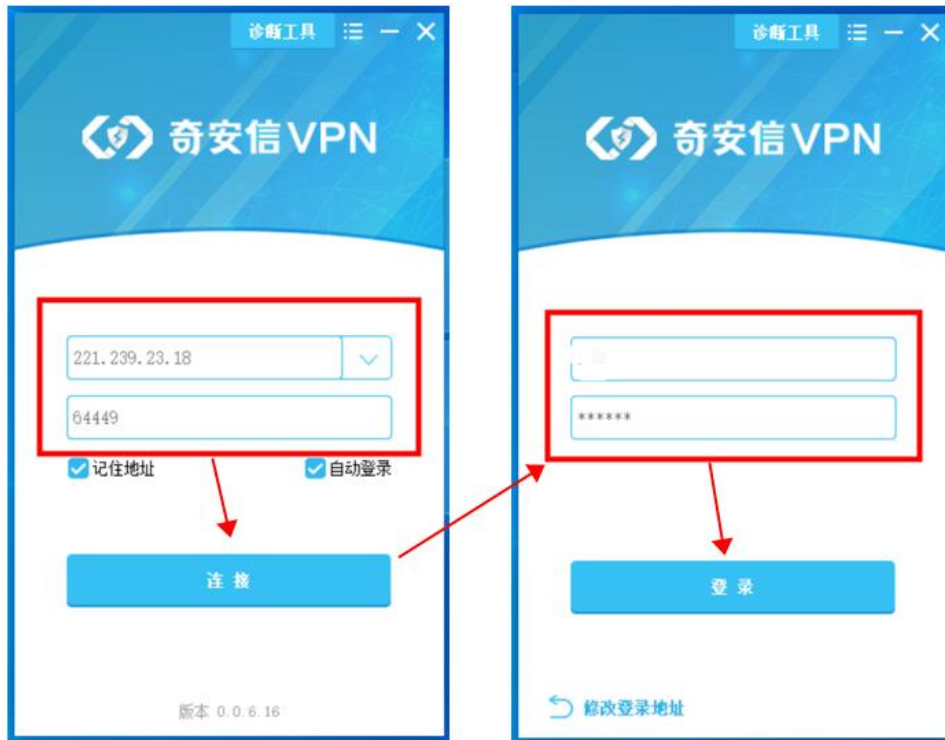 诊断工具
奇安信VPN
221.239.23.18
64449
记住地址
自动登录
连接
版本 0.0.6.16
诊断工具
奇安信VPN
******
登录
修改登录地址